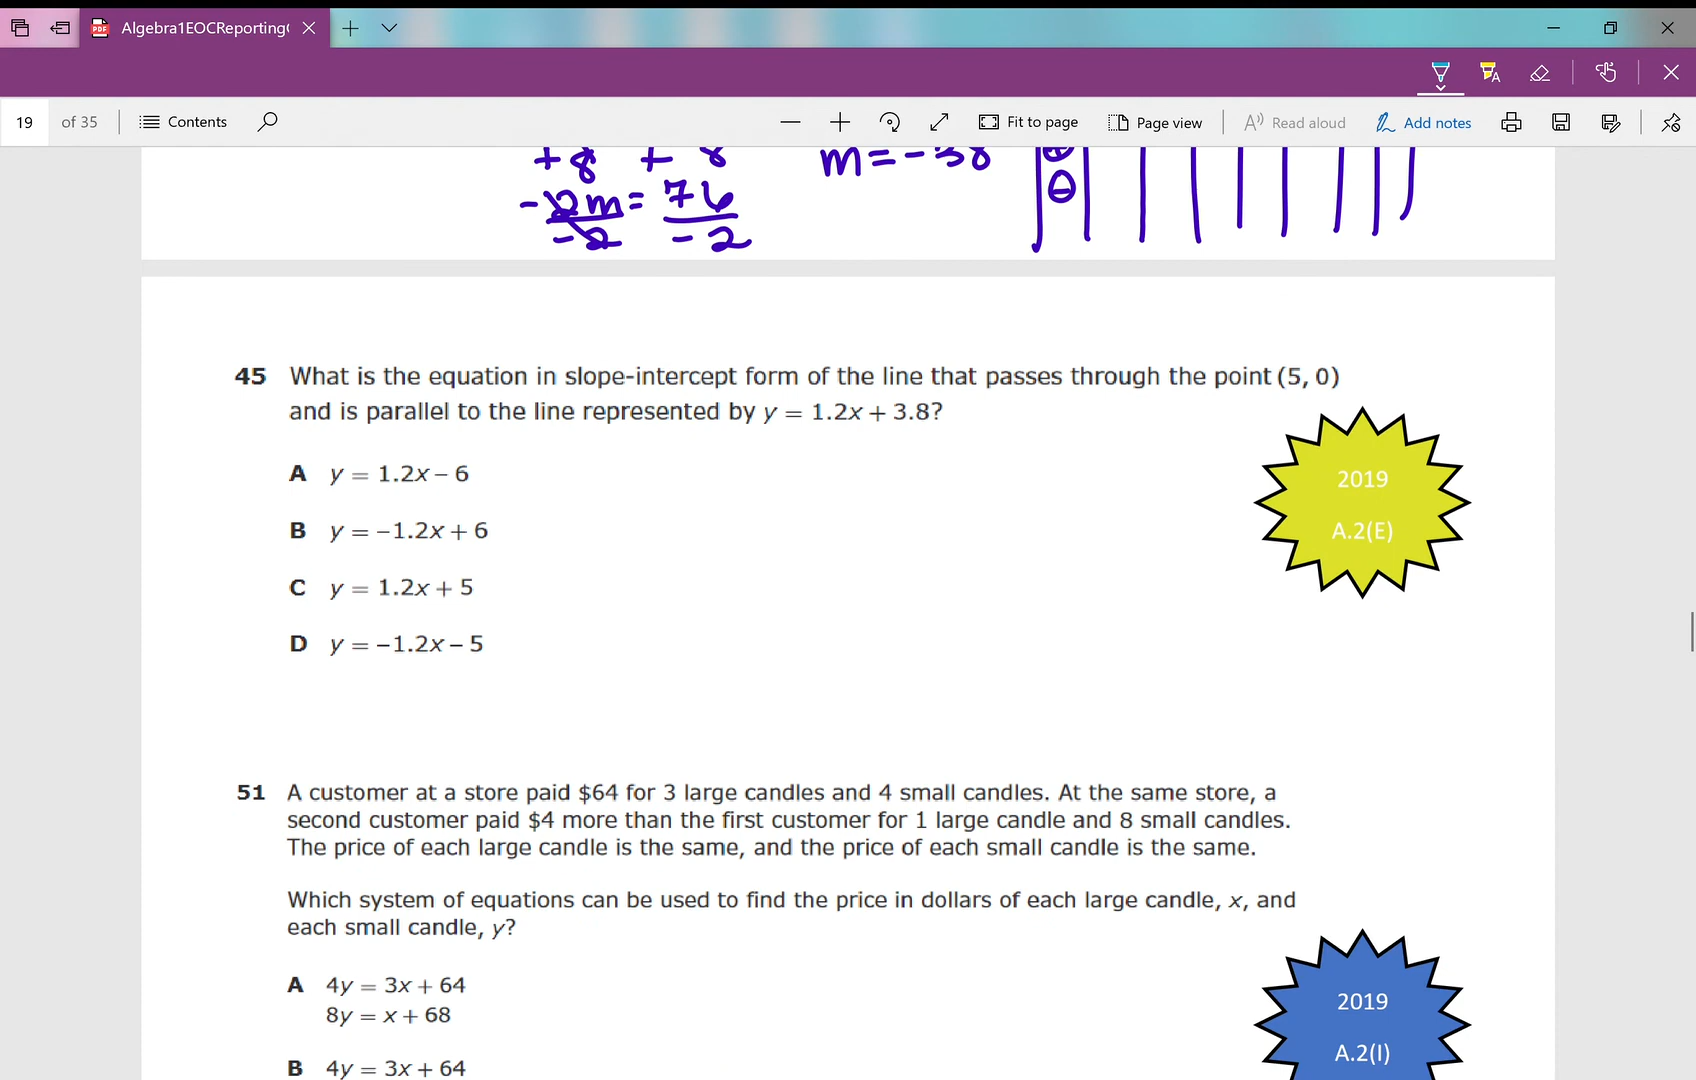 Algebra1EOCReporting(
19 of 35 Contents Fit to page Page view Read aloud Add notes
+8 + 8 m=-38
-2m=76
-2 -2
45 What is the equation in slope-intercept form of the line that passes through the point (5, 0)
and is parallel to the line represented by y = 1.2x + 3.8?
A y = 1.2x – 6
B y = –1.2x + 6
C y = 1.2x + 5
D y = –1.2x – 5
2019
A.2(E)
51 A customer at a store paid $64 for 3 large candles and 4 small candles. At the same store, a
second customer paid $4 more than the first customer for 1 large candle and 8 small candles.
The price of each large candle is the same, and the price of each small candle is the same.
Which system of equations can be used to find the price in dollars of each large candle, x, and
each small candle, y?
A 4y = 3x + 64
8y = x + 68
B 4y = 3x + 64
2019
A.2(I)